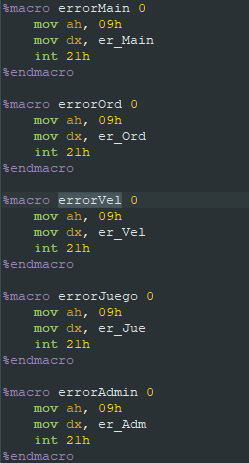 %macro errorMain 0
mov ah, 09h
mov dx, er_Main
int 21h
%endmacro
%macro errorOrd 0
mov ah, 09h
mov dx, er_Ord
int 21h
%endmacro
%macro errorVel 0
mov ah, 09h
mov dx, er_Vel
int 21h
%endmacro
%macro errorJuego 0
mov ah, 09h
mov dx, er_Jue
int 21h
%endmacro
%macro errorAdmin 0
mov ah, 09h
mov dx, er_Adm
int 21h
%endmacro